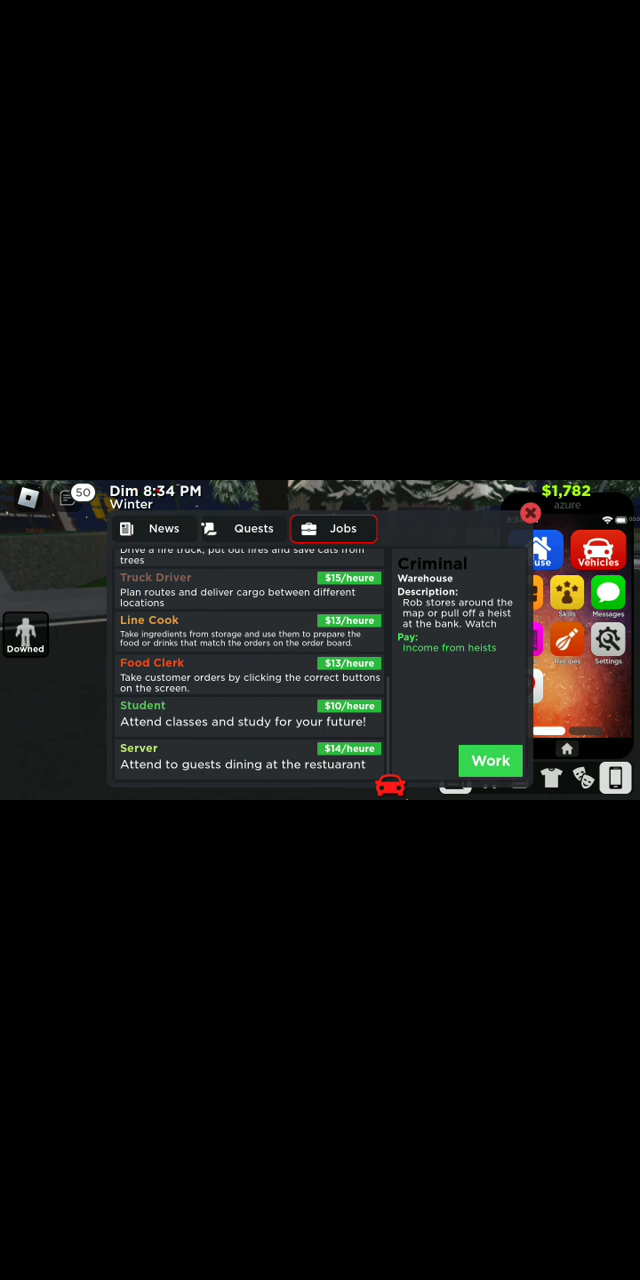 50
Dim 8:34 PM
Winter
$1,782
azure
News
Quests
Jobs
Drive a fire truck, put out fires and save cats from
trees
Truck Driver
$15/heure
Plan routes and deliver cargo between different
locations
Line Cook
$13/heure
Take ingredients from storage and use them to prepare the
food or drinks that match the orders on the order board.
Food Clerk
$13/heure
Take customer orders by clicking the correct buttons
on the screen.
Student
$10/heure
Attend classes and study for your future!
Server
$14/heure
Attend to guests dining at the restuarant
Criminal
Warehouse
Description:
Rob stores around the
map or pull off a heist
at the bank. Watch
Pay:
Income from heists
Work
Downed
Vehicles
Skills
Messages
Recipes
Settings